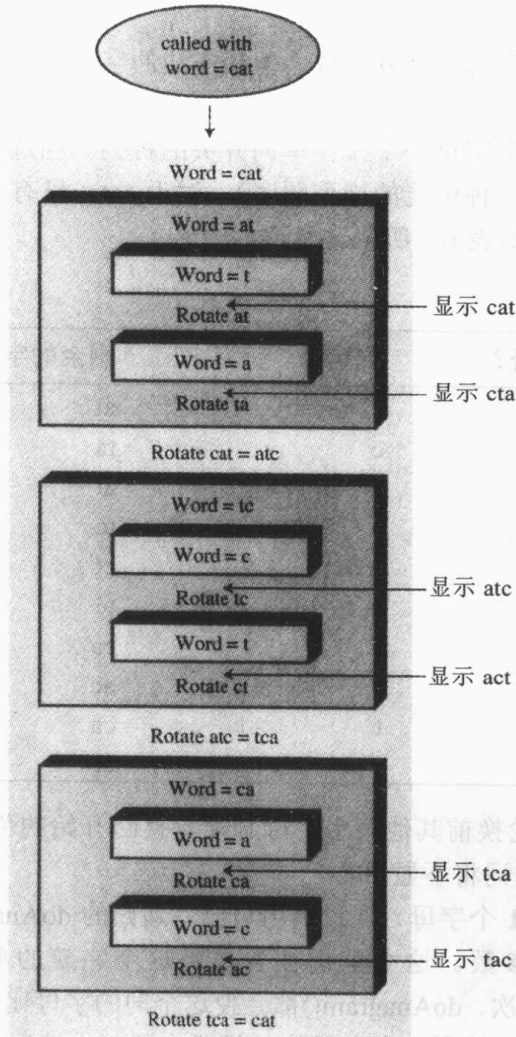 called with
word = cat
Word = cat
Word = at
Word = t
Rotate at
显示 cat
Word = a
Rotate ta
显示 cta
Rotate cat = atc
Word = tc
Word = c
Rotate tc
显示 atc
Word = t
Rotate ct
显示 act
Rotate atc = tca
Word = ca
Word = a
Rotate ca
显示 tca
Word = c
Rotate ac
显示 tac
Rotate tca = cat